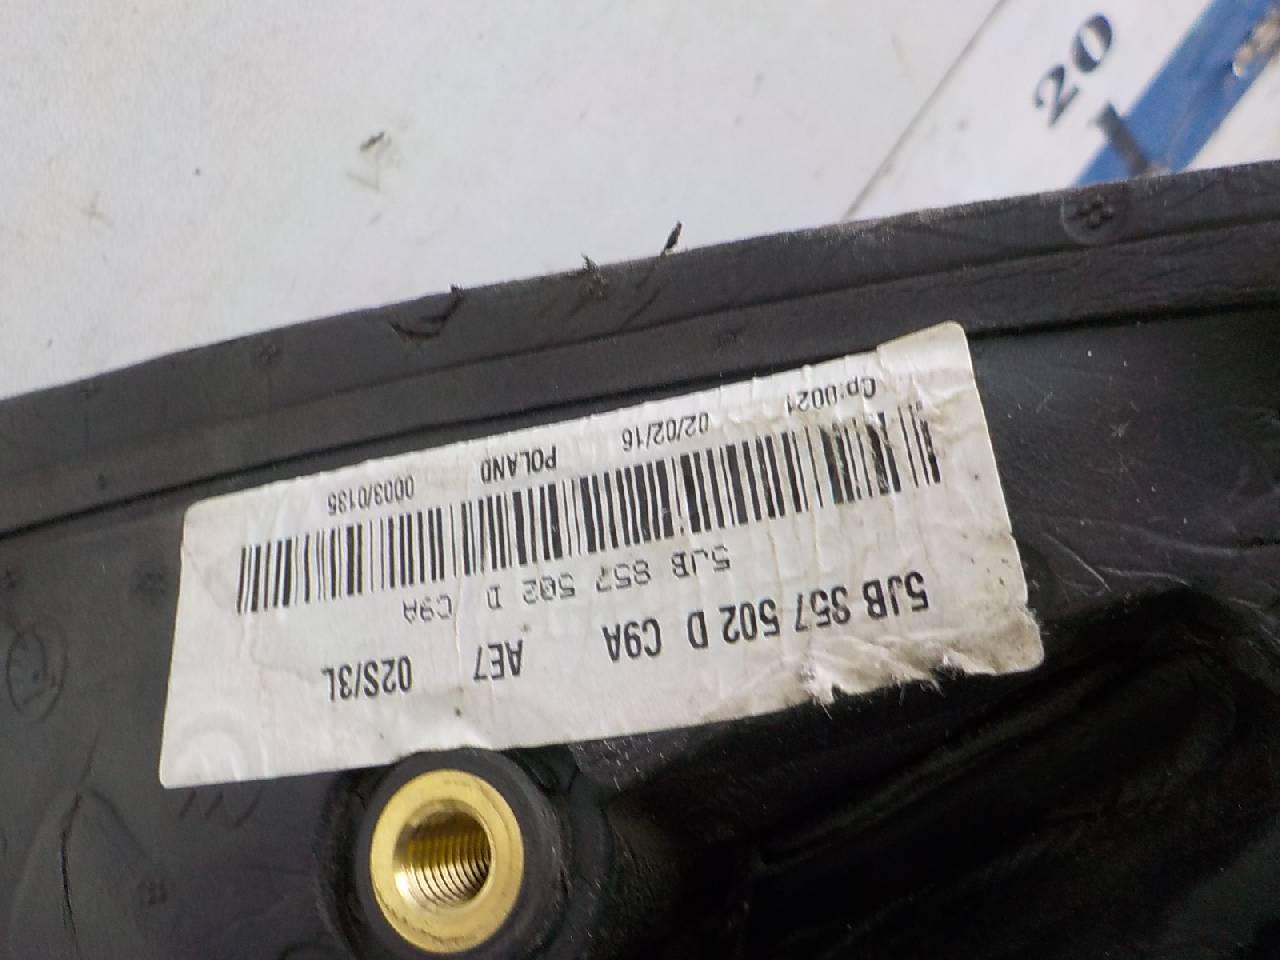 20
5JB 857 502 D C9A
AE7 02S/3L
5JB 857 502 D C9A
Cp:0021 02/02/16 POLAND 0003/0135